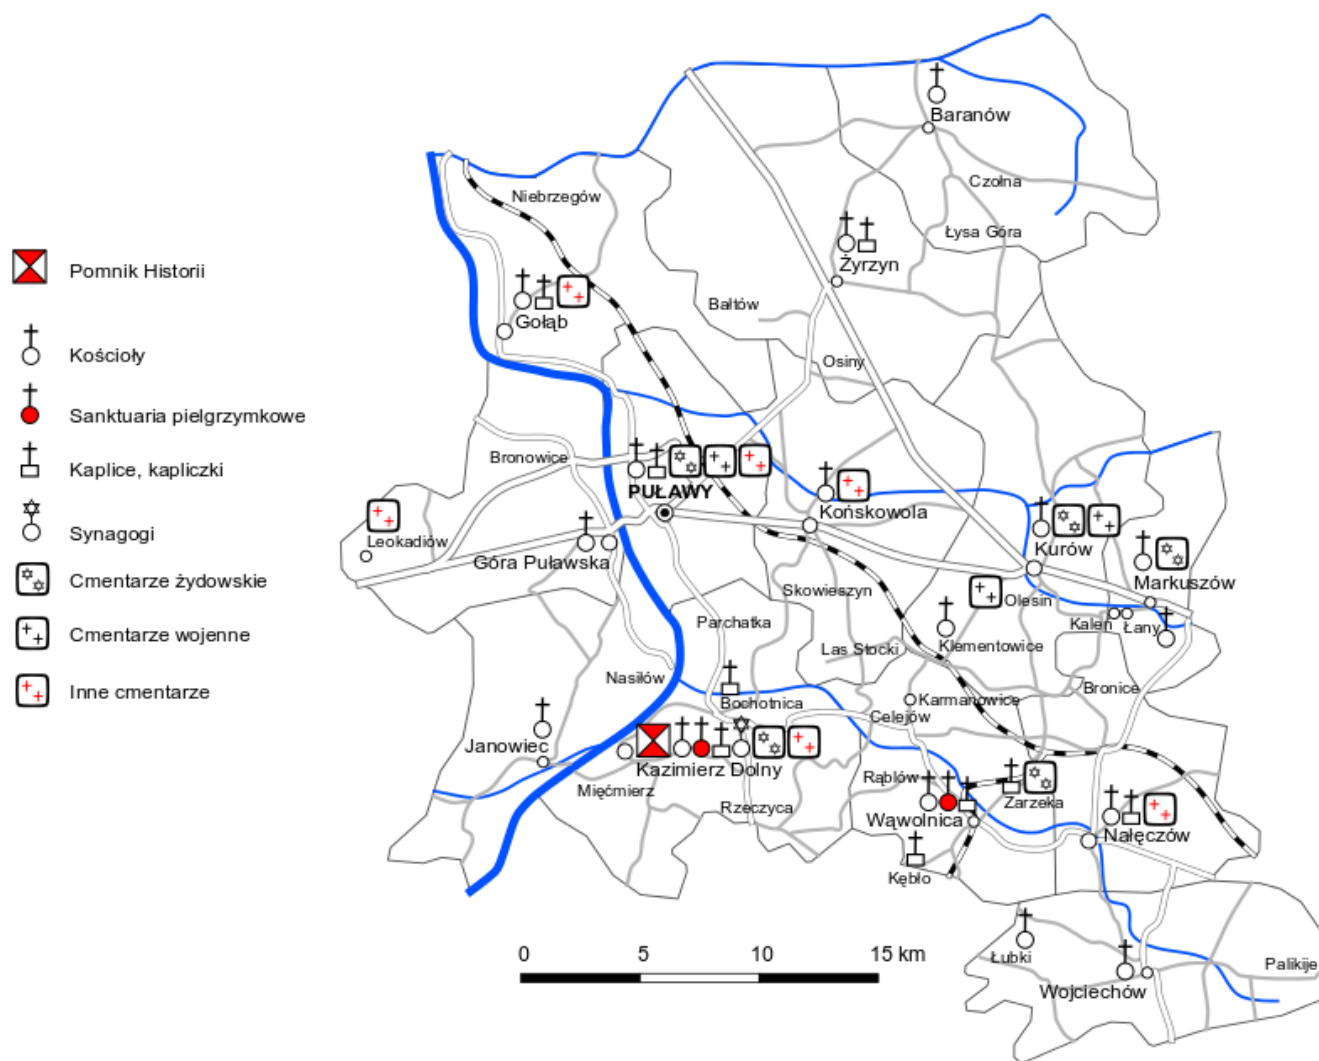 Pomnik Historii
Kościoły
Sanktuaria pielgrzymkowe
Kaplice, kapliczki
Synagogi
Cmentarze żydowskie
Cmentarze wojenne
Inne cmentarze
Baranów
Czołna
Niebrzegów
Łysa Góra
Żyrzyn
Bałtów
Gołąb
Osiny
Bronowice
PUŁAWY
Końskowola
Leokadiów
Góra Puławska
Kurów
Markuszów
Skowieszyn
Olesin
Kaleń
Łany
Parchatka
Las Stocki
Klementowice
Nasiłów
Bochotnica
Karmanowice
Bronice
Celejów
Janowiec
Kazimierz Dolny
Mięćmierz
Rąblów
Zarzeka
Rzeczyca
Wąwolnica
Nałęczów
Kębło
0 5 10 15 km
Łubki
Palikije
Wojciechów